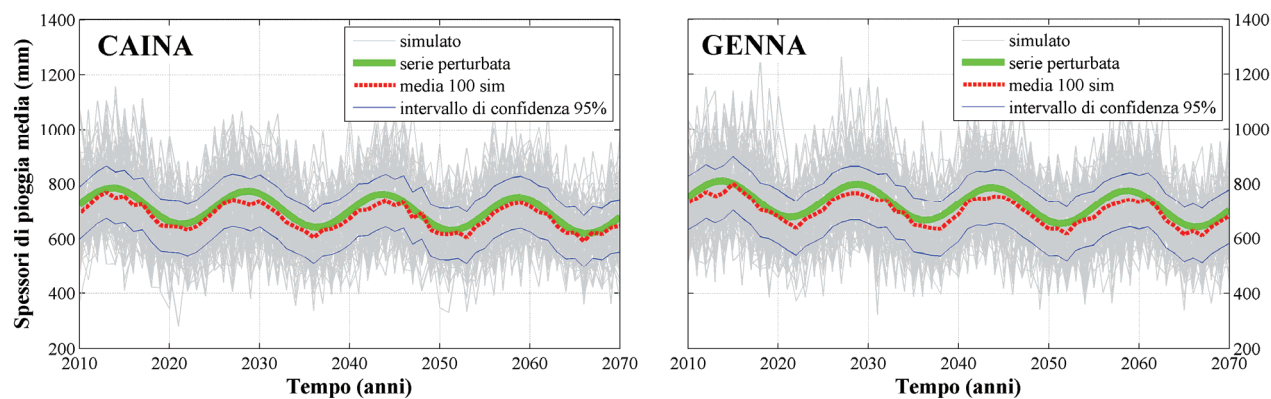 CAINA
simulato
serie perturbata
media 100 sim
intervallo di confidenza 95%
Spessori di pioggia media (mm)
1400
1200
1000
800
600
400
200
2010 2020 2030 2040 2050 2060 2070
Tempo (anni)
GENNA
simulato
serie perturbata
media 100 sim
intervallo di confidenza 95%
1400
1200
1000
800
600
400
200
2010 2020 2030 2040 2050 2060 2070
Tempo (anni)